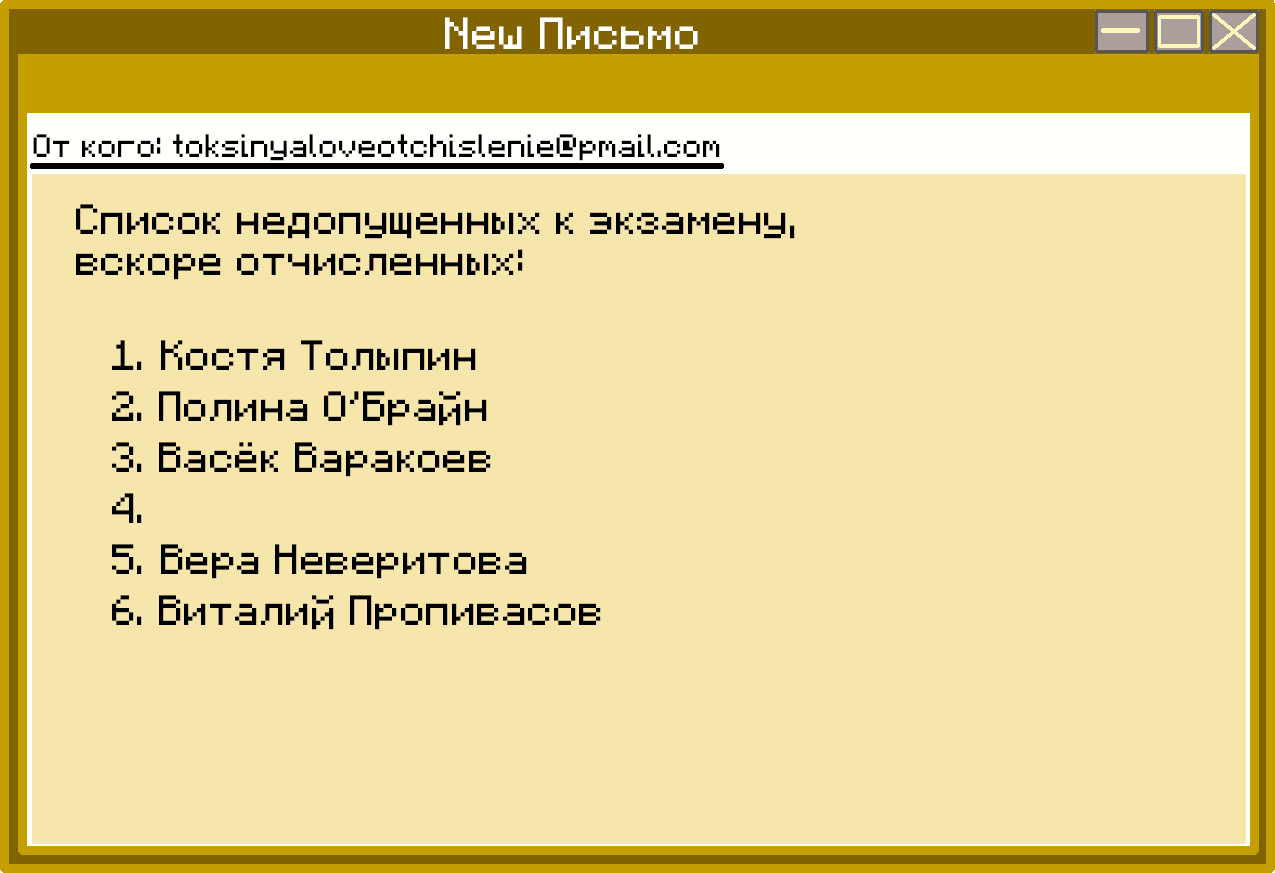 New Письмо
От кого: toksinyaloveotchislenie@pmail.com
Список недопущенных к экзамену,
вскоре отчисленных:
1. Костя Толыпин
2. Полина О'Брайн
3. Васёк Варакоев
4.
5. Вера Неверитова
6. Виталий Пропивасов